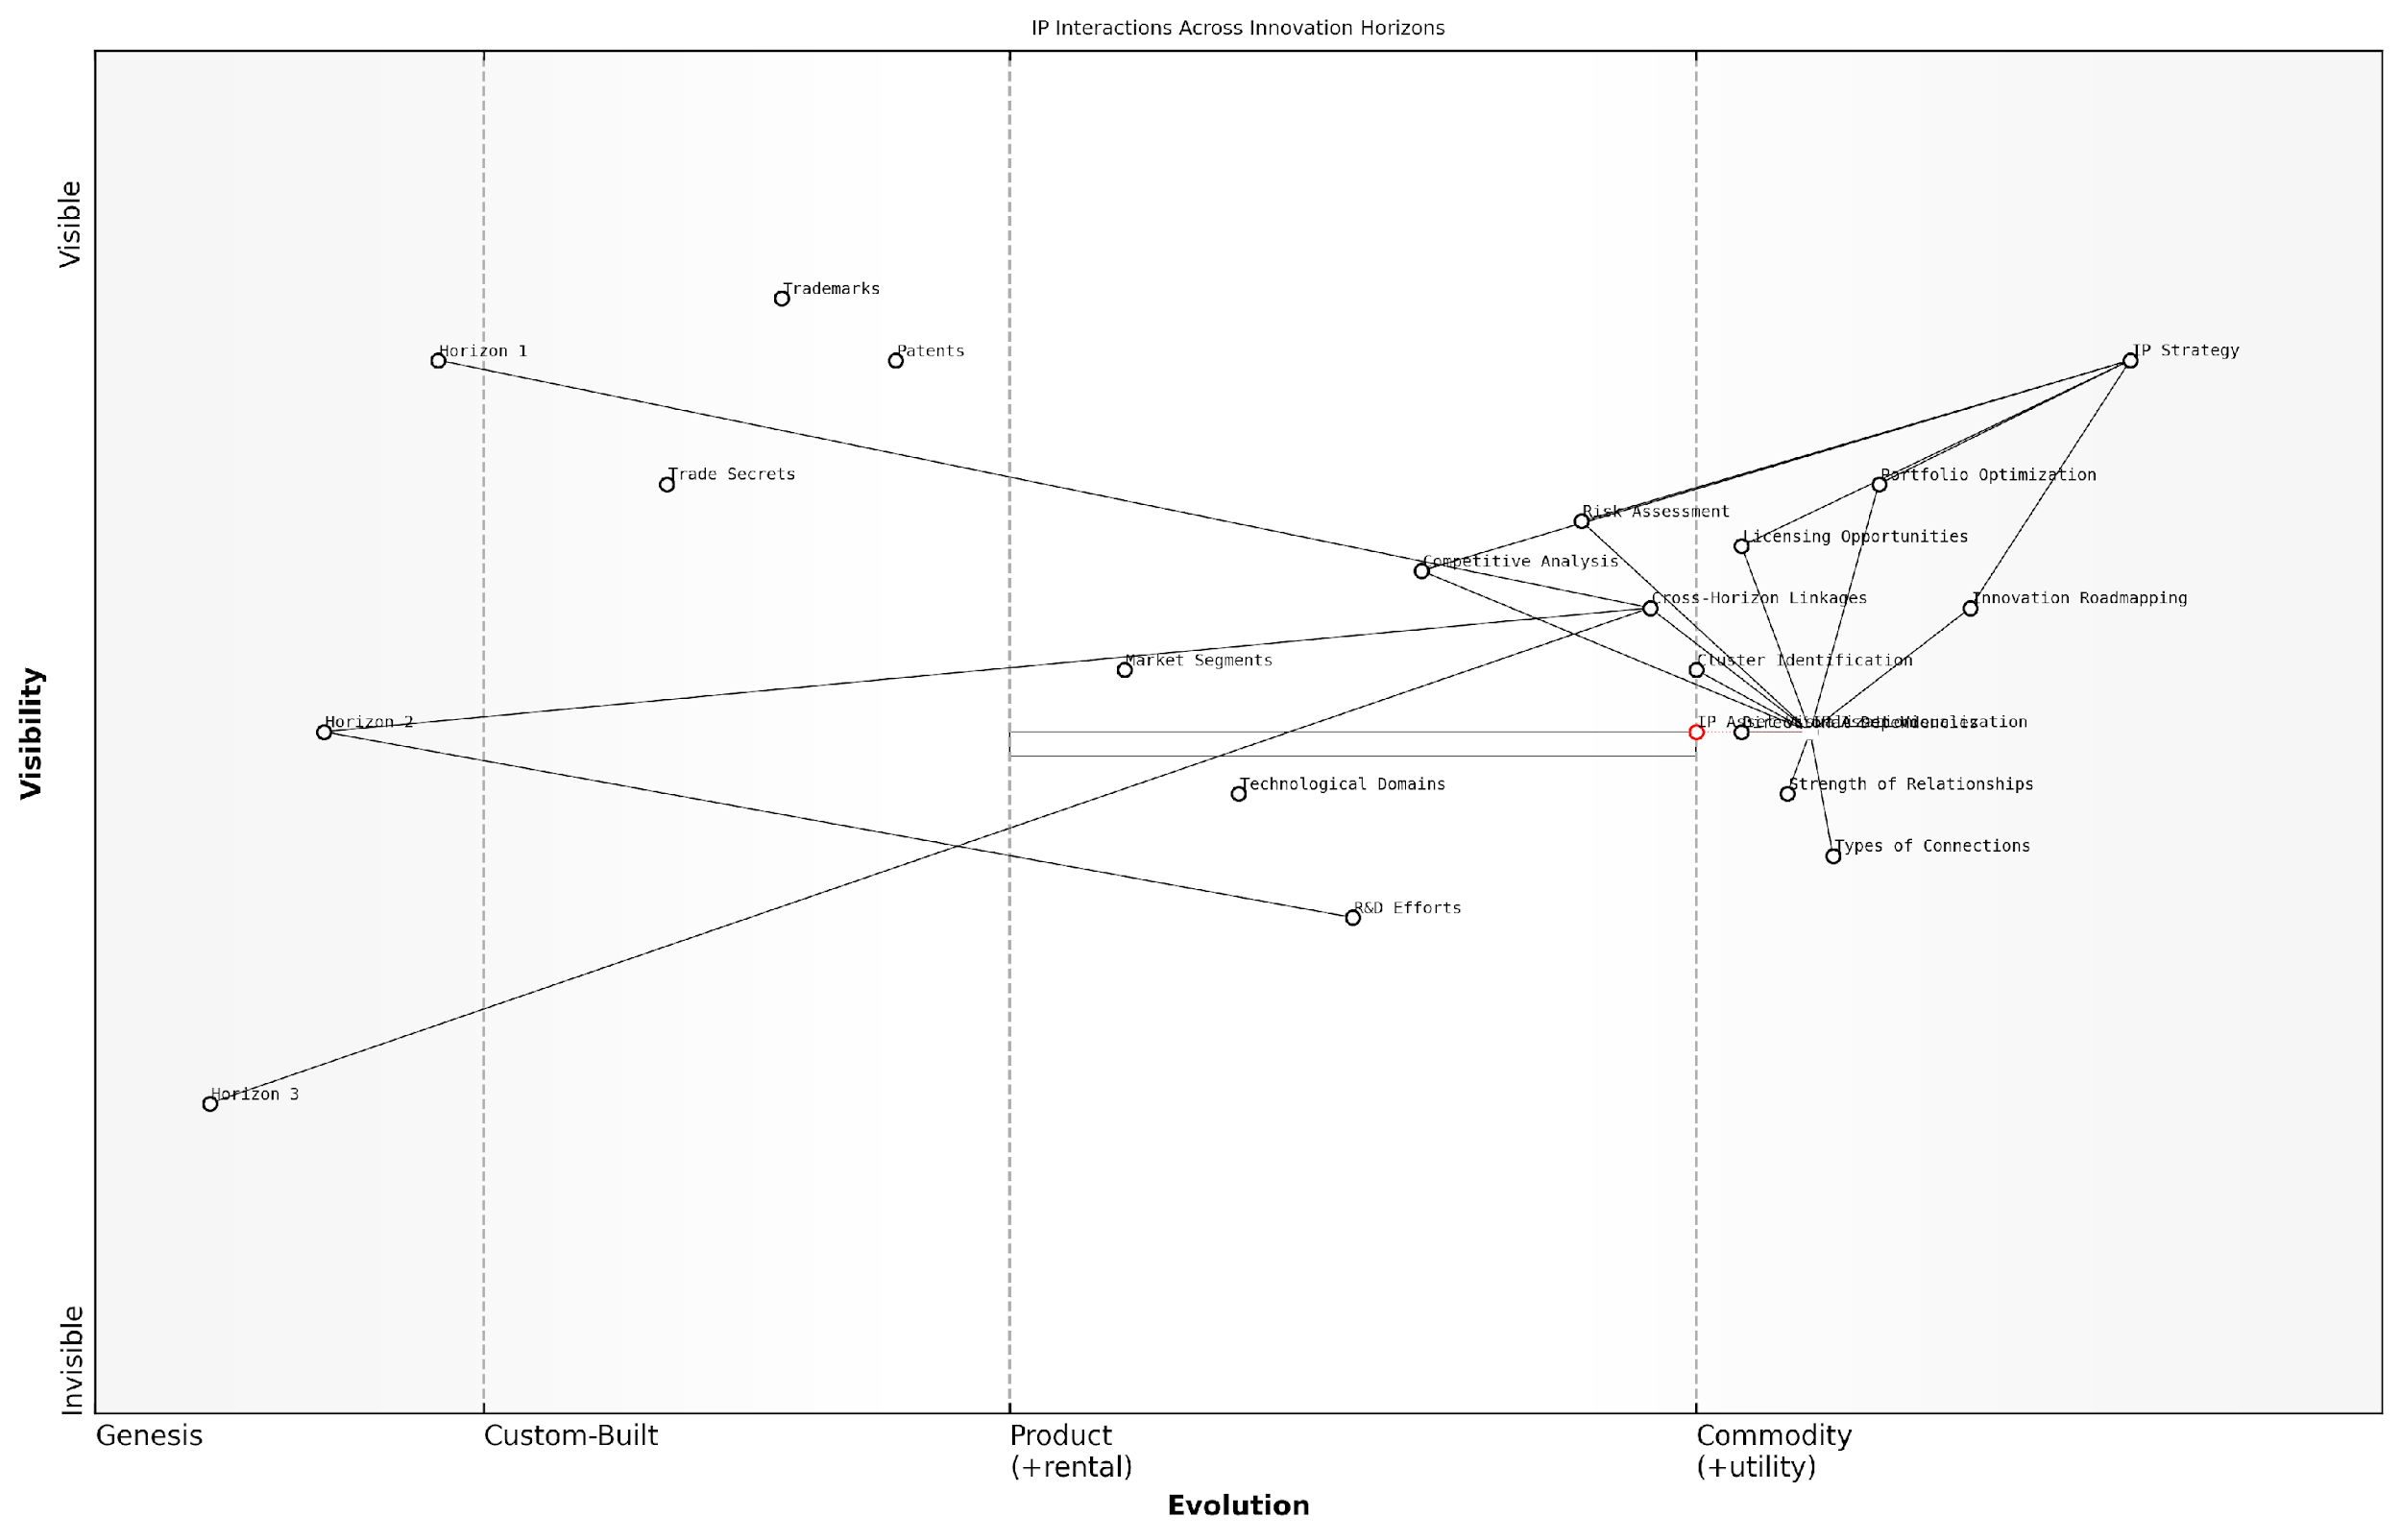 IP Interactions Across Innovation Horizons
Visible
Trademarks
Horizon 1
Patents
IP Strategy
Trade Secrets
Portfolio Optimization
Risk Assessment
Licensing Opportunities
Competitive Analysis
Cross-Horizon Linkages
Innovation Roadmapping
Market Segments
Cluster Identification
Visibility
Horizon 2
IP Asset
Technological Domains
Strength of Relationships
Types of Connections
R&D Efforts
Horizon 3
Invisible
Genesis
Custom-Built
Product
(+rental)
Commodity
(+utility)
Evolution